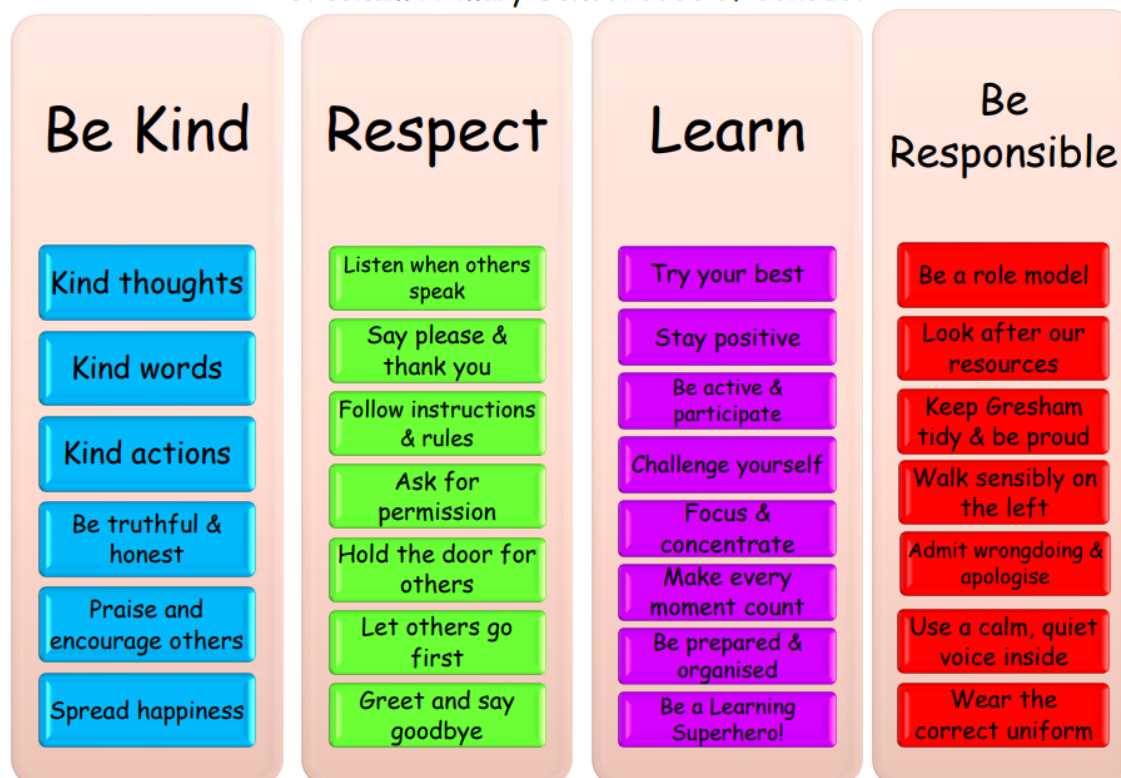 Be Kind
Kind thoughts
Kind words
Kind actions
Be truthful &
honest
Praise and
encourage others
Spread happiness
Respect
Listen when others
speak
Say please &
thank you
Follow instructions
& rules
Ask for
permission
Hold the door for
others
Let others go
first
Greet and say
goodbye
Learn
Try your best
Stay positive
Be active &
participate
Challenge yourself
Focus &
concentrate
Make every
moment count
Be prepared &
organised
Be a Learning
Superhero!
Be
Responsible
Be a role model
Look after our
resources
Keep Gresham
tidy & be proud
Walk sensibly on
the left
Admit wrongdoing &
apologise
Use a calm, quiet
voice inside
Wear the
correct uniform